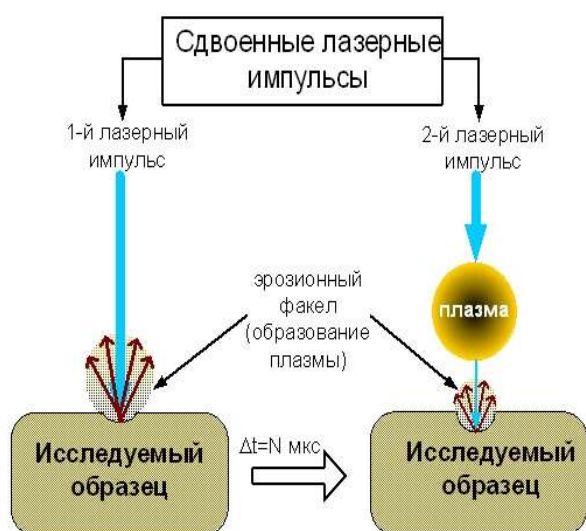 Сдвоенные лазерные
импульсы
1-й лазерный
импульс
2-й лазерный
импульс
эрозионный
факел
(образование
плазмы)
плазма
Исследуемый
образец
Δt=N мкс
Исследуемый
образец